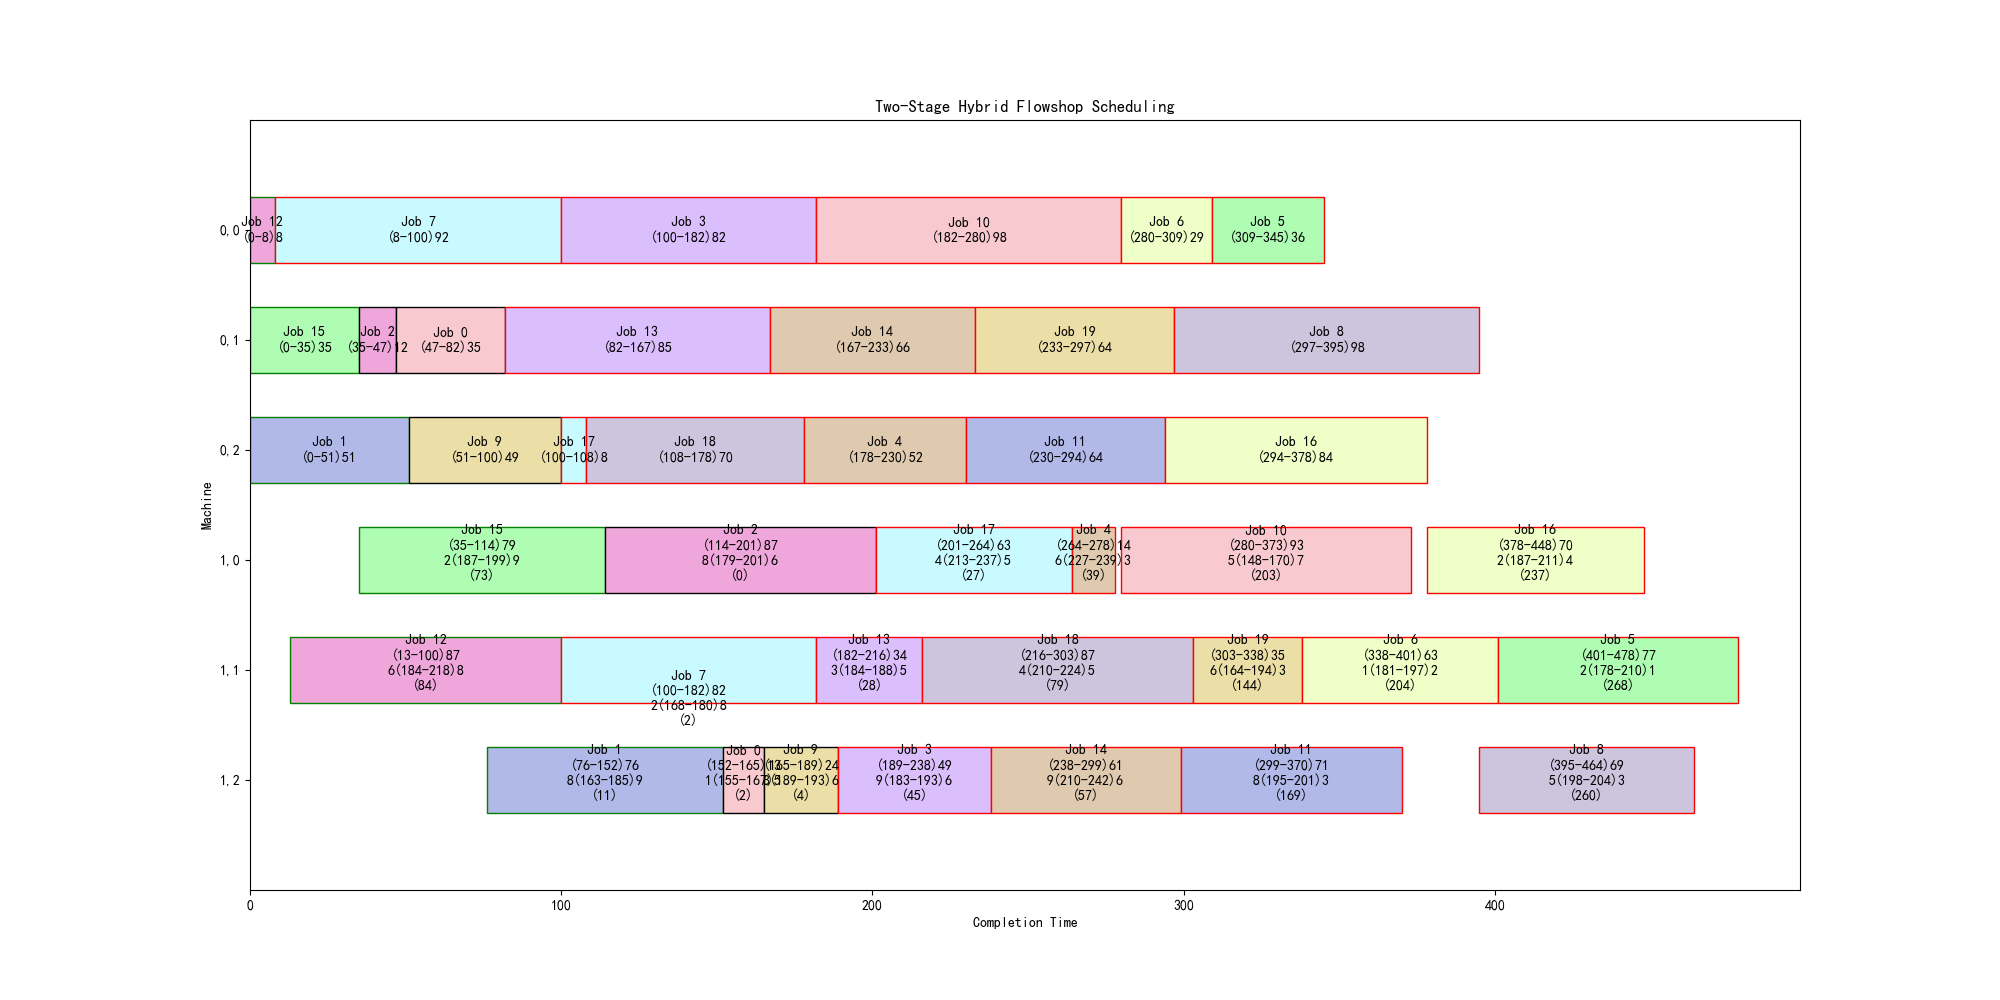 Two-Stage Hybrid Flowshop Scheduling
Machine
0,0
Job 12
(0-8)8
Job 7
(8-100)92
Job 3
(100-182)82
Job 10
(182-280)98
Job 6
(280-309)29
Job 5
(309-345)36
0,1
Job 15
(0-35)35
Job 2
(35-47)12
Job 0
(47-82)35
Job 13
(82-167)85
Job 14
(167-233)66
Job 19
(233-297)64
Job 8
(297-395)98
0,2
Job 1
(0-51)51
Job 9
(51-100)49
Job 17
(100-108)8
Job 18
(108-178)70
Job 4
(178-230)52
Job 11
(230-294)64
Job 16
(294-378)84
1,0
Job 15
(35-114)79
2(187-199)9
(73)
Job 2
(114-201)87
8(179-201)6
(0)
Job 17
(201-264)63
4(213-237)5
(27)
Job 4
(264-278)14
6(227-239)3
(39)
Job 10
(280-373)93
5(148-170)7
(203)
Job 16
(378-448)70
2(187-211)4
(237)
1,1
Job 12
(13-100)87
6(184-218)8
(84)
Job 7
(100-182)82
2(168-180)8
(2)
Job 13
(182-216)34
3(184-188)5
(28)
Job 18
(216-303)87
4(210-224)5
(79)
Job 19
(303-338)35
6(164-194)3
(144)
Job 6
(338-401)63
1(181-197)2
(204)
Job 5
(401-478)77
2(178-210)1
(268)
1,2
Job 1
(76-152)76
8(163-185)9
(11)
Job 0
(152-165)13
(2)
Job 9
(165-189)24
(4)
Job 3
(189-238)49
9(183-193)6
(45)
Job 14
(238-299)61
9(210-242)6
(57)
Job 11
(299-370)71
8(195-201)3
(169)
Job 8
(395-464)69
5(198-204)3
(260)
0
100
200
300
400
Completion Time